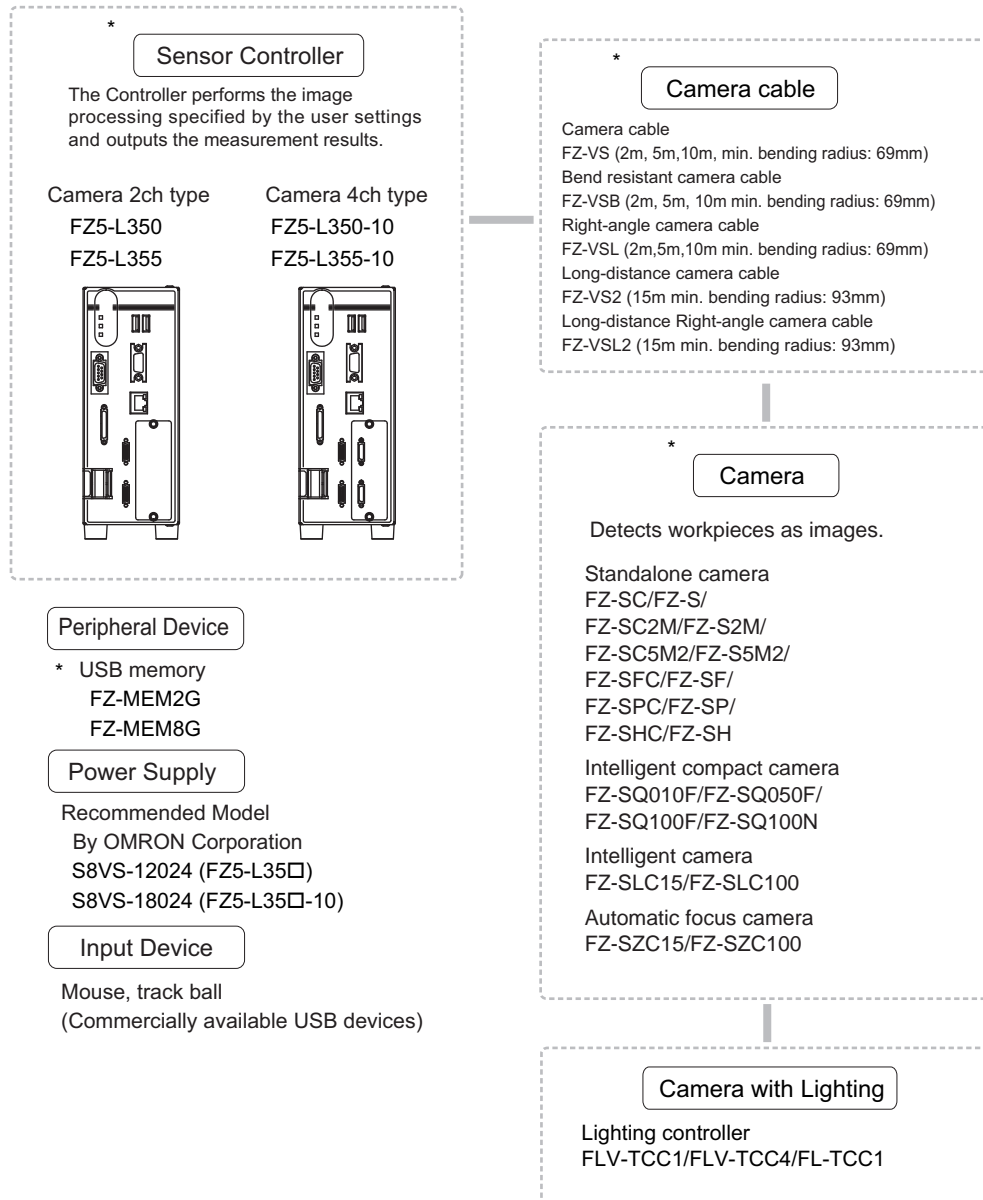 *
Sensor Controller
The Controller performs the image
processing specified by the user settings
and outputs the measurement results.
Camera 2ch type
FZ5-L350
FZ5-L355
Camera 4ch type
FZ5-L350-10
FZ5-L355-10
Peripheral Device
* USB memory
FZ-MEM2G
FZ-MEM8G
Power Supply
Recommended Model
By OMRON Corporation
S8VS-12024 (FZ5-L35□)
S8VS-18024 (FZ5-L35□-10)
Input Device
Mouse, track ball
(Commercially available USB devices)
*
Camera cable
Camera cable
FZ-VS (2m, 5m,10m, min. bending radius: 69mm)
Bend resistant camera cable
FZ-VSB (2m, 5m, 10m min. bending radius: 69mm)
Right-angle camera cable
FZ-VSL (2m,5m,10m min. bending radius: 69mm)
Long-distance camera cable
FZ-VS2 (15m min. bending radius: 93mm)
Long-distance Right-angle camera cable
FZ-VSL2 (15m min. bending radius: 93mm)
*
Camera
Detects workpieces as images.
Standalone camera
FZ-SC/FZ-S/
FZ-SC2M/FZ-S2M/
FZ-SC5M2/FZ-S5M2/
FZ-SFC/FZ-SF/
FZ-SPC/FZ-SP/
FZ-SHC/FZ-SH
Intelligent compact camera
FZ-SQ010F/FZ-SQ050F/
FZ-SQ100F/FZ-SQ100N
Intelligent camera
FZ-SLC15/FZ-SLC100
Automatic focus camera
FZ-SZC15/FZ-SZC100
Camera with Lighting
Lighting controller
FLV-TCC1/FLV-TCC4/FL-TCC1